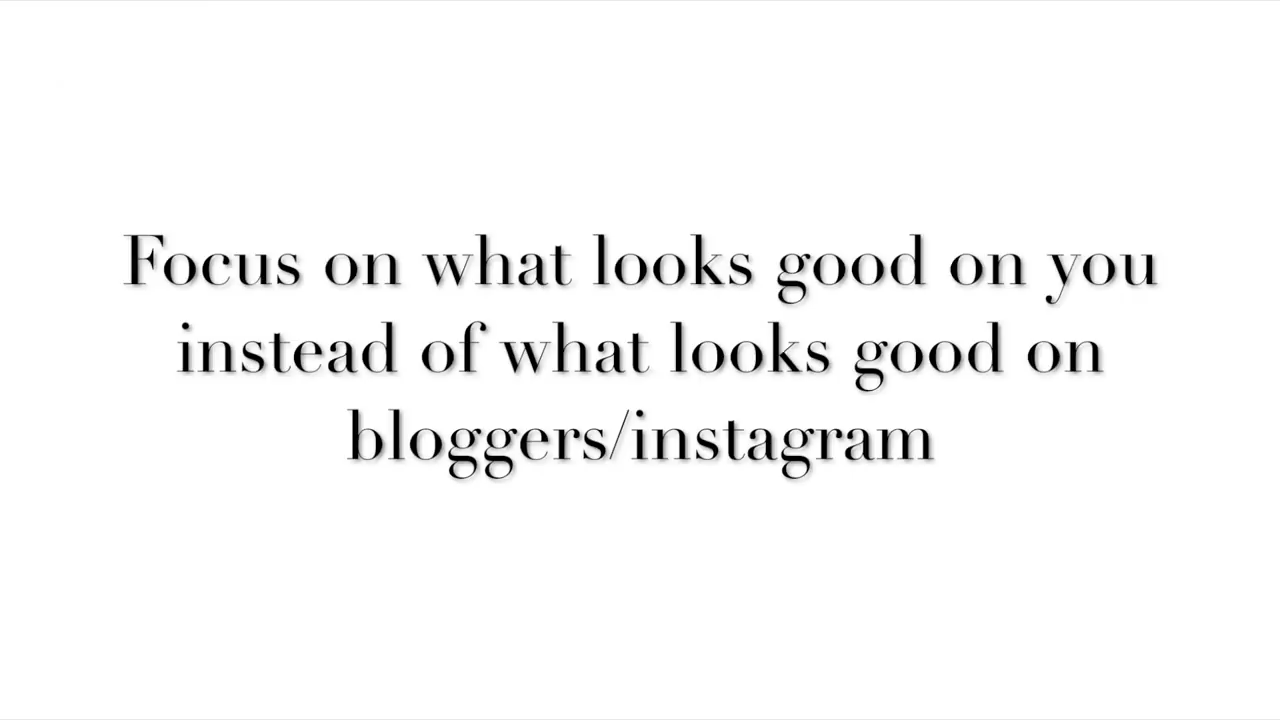 Focus on what looks good on you
instead of what looks good on
bloggers/instagram